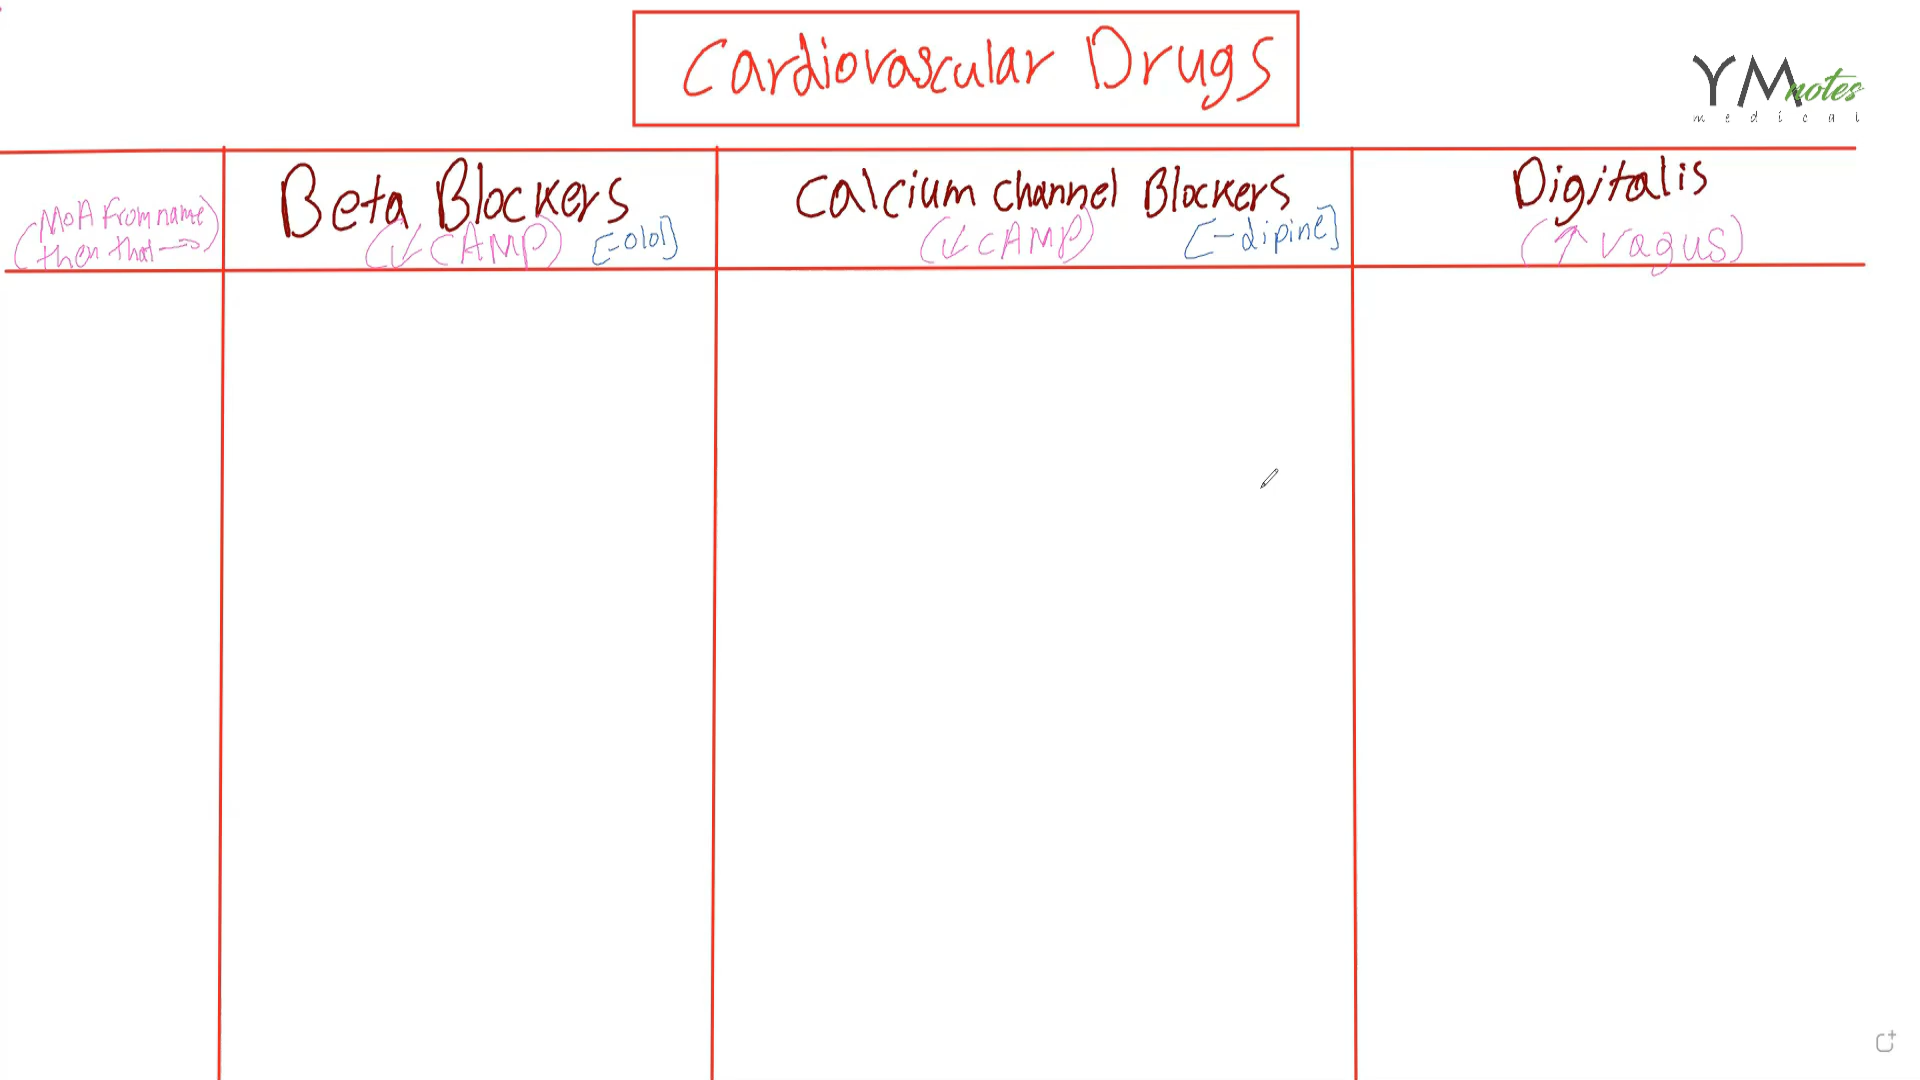 Cardiovascular Drugs
YM notes
medical
(MoA From name
then that →)
Beta Blockers
(↓ cAMP) [-olol]
Calcium channel Blockers
(↓ cAMP) [-dipine]
Digitalis
(↑ vagus)